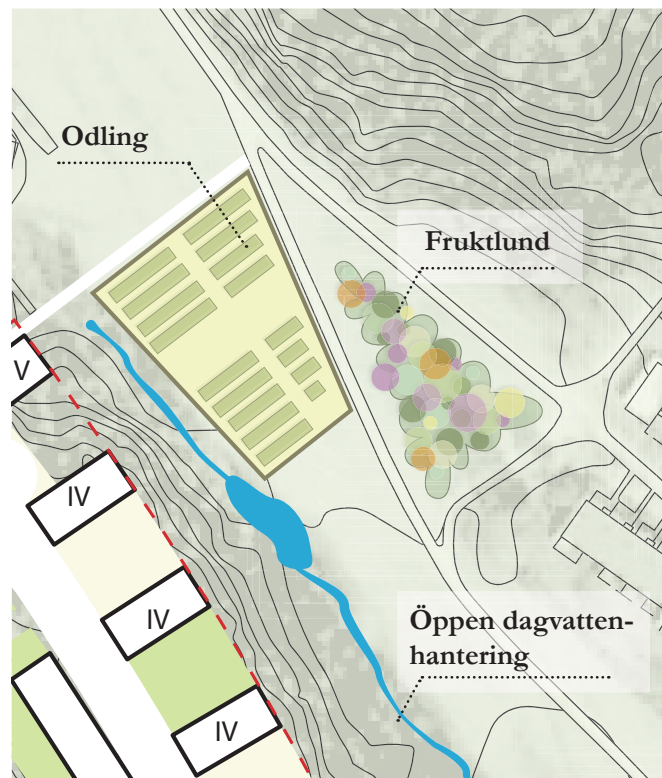 Odling
Fruktlund
V
IV
IV
Öppen dagvatten-
hantering
IV